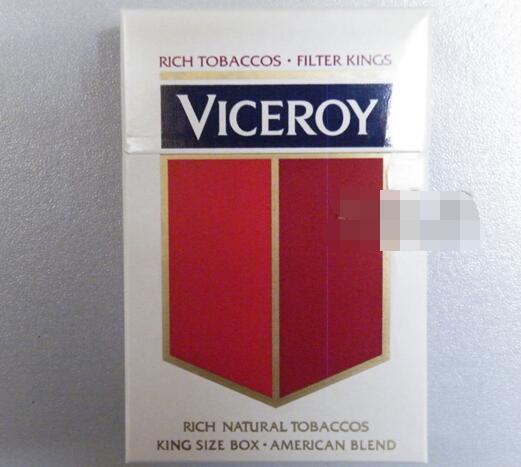 RICH TOBACCOS · FILTER KINGS
VICEROY
RICH NATURAL TOBACCOS
KING SIZE BOX · AMERICAN BLEND